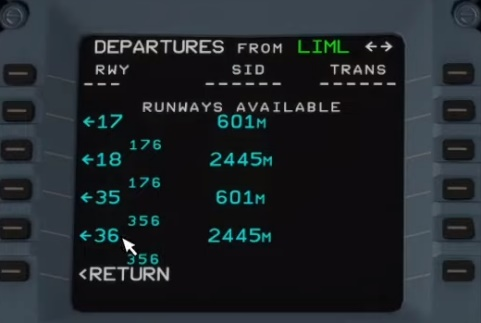 DEPARTURES FROM LIML ←→
RWY SID TRANS
--- ------ ------
RUNWAYS AVAILABLE
←17 601M
176
←18 2445M
176
←35 601M
356
←36 2445M
356
<RETURN